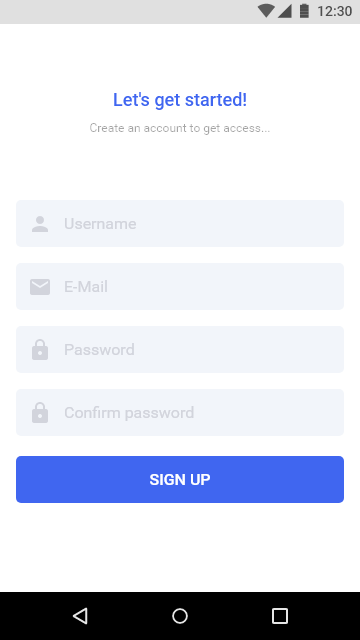 12:30
Let's get started!
Create an account to get access...
Username
E-Mail
Password
Confirm password
SIGN UP